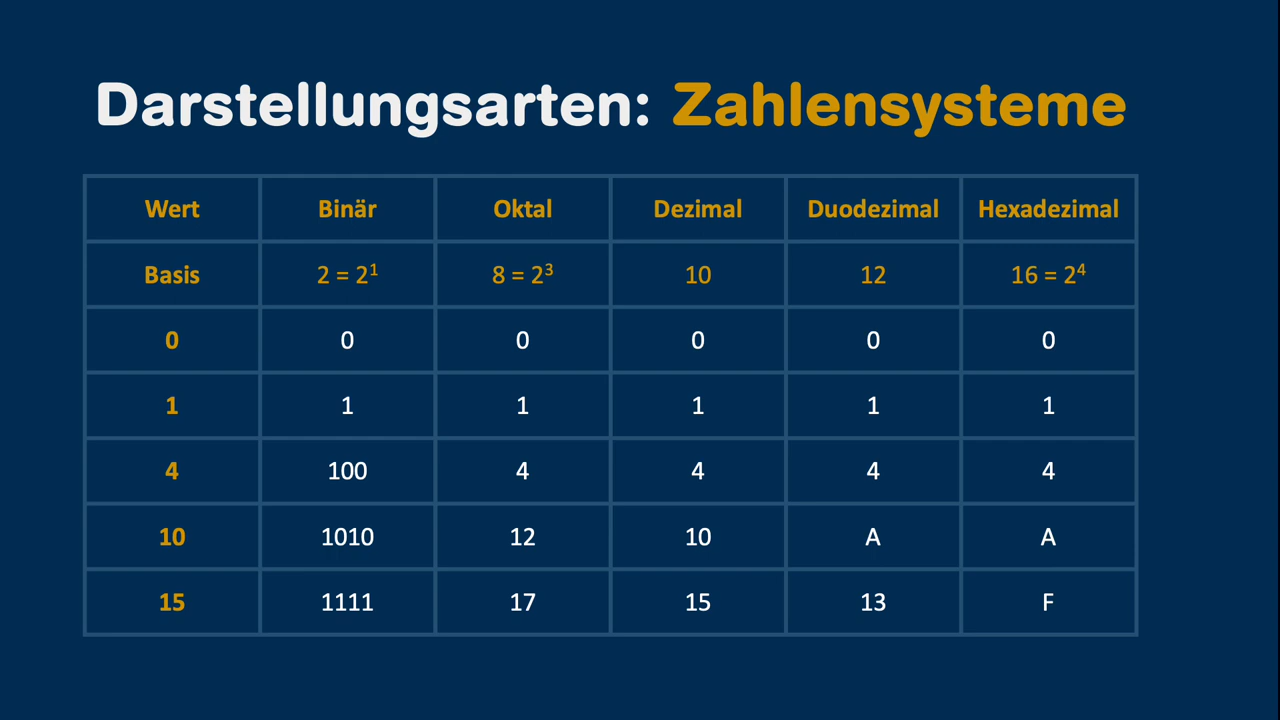 Darstellungsarten: Zahlensysteme
Wert Binär Oktal Dezimal Duodezimal Hexadezimal
Basis 2 = 2¹ 8 = 2³ 10 12 16 = 2⁴
0 0 0 0 0 0
1 1 1 1 1 1
4 100 4 4 4 4
10 1010 12 10 A A
15 1111 17 15 13 F